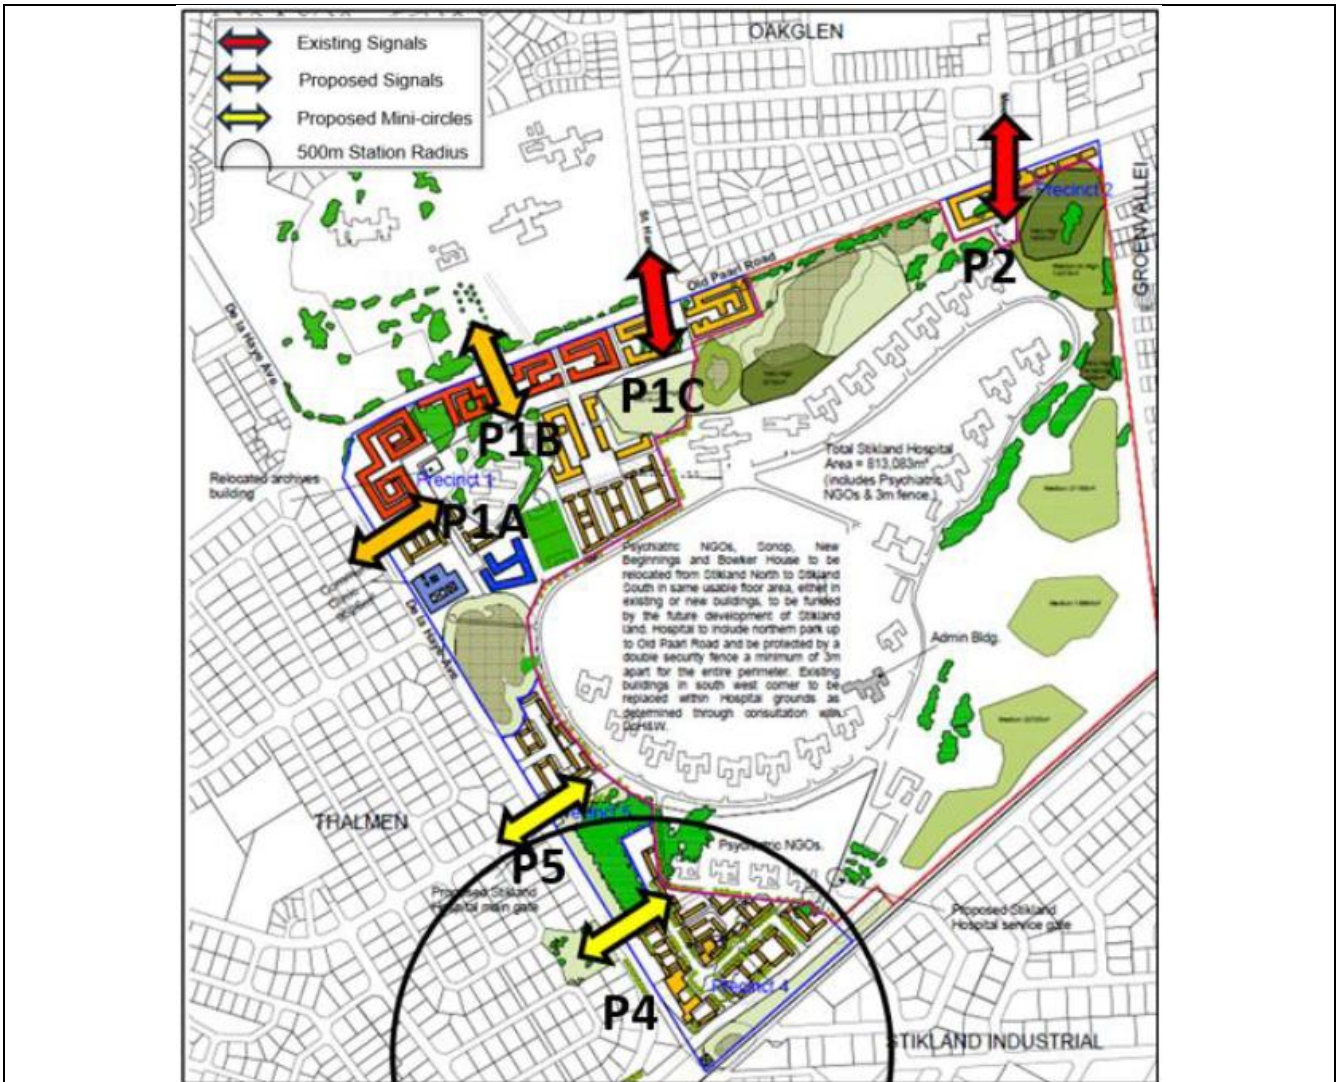 Existing Signals
Proposed Signals
Proposed Mini-circles
500m Station Radius
OAKGLEN
GROENVALLEI
Precinct 2
P2
Old Paarl Road
De la Haye Ave
P1C
P1B
Precinct 1
P1A
Relocated archives
building
Total Stikland Hospital
Area = 813,083m²
(includes Psychiatric
NGOs & 3m fence.)
Psychiatric NGOs, Sonop, New
Beginnings and Bowker House to be
relocated from Stikland North to Stikland
South in same usable floor area, either in
existing or new buildings, to be funded
by the future development of Stikland
land. Hospital to include northern park up
to Old Paarl Road and be protected by a
double security fence a minimum of 3m
apart for the entire perimeter. Existing
buildings in south west corner to be
replaced within Hospital grounds as
determined through consultation with
DoH&W.
Admin Bldg.
De la Haye Ave
THALMEN
Precinct 5
P5
Psychiatric NGOs.
Proposed Stikland
Hospital main gate
Proposed Stikland
Hospital service gate
Precinct 4
P4
STIKLAND INDUSTRIAL